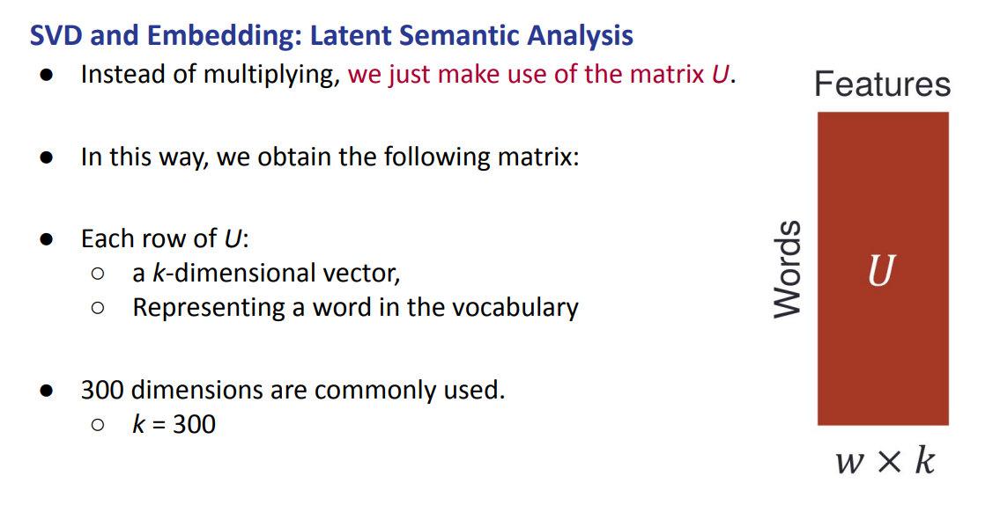 SVD and Embedding: Latent Semantic Analysis
● Instead of multiplying, we just make use of the matrix U.
● In this way, we obtain the following matrix:
● Each row of U:
○ a k-dimensional vector,
○ Representing a word in the vocabulary
● 300 dimensions are commonly used.
○ k = 300
Features
Words
U
w × k